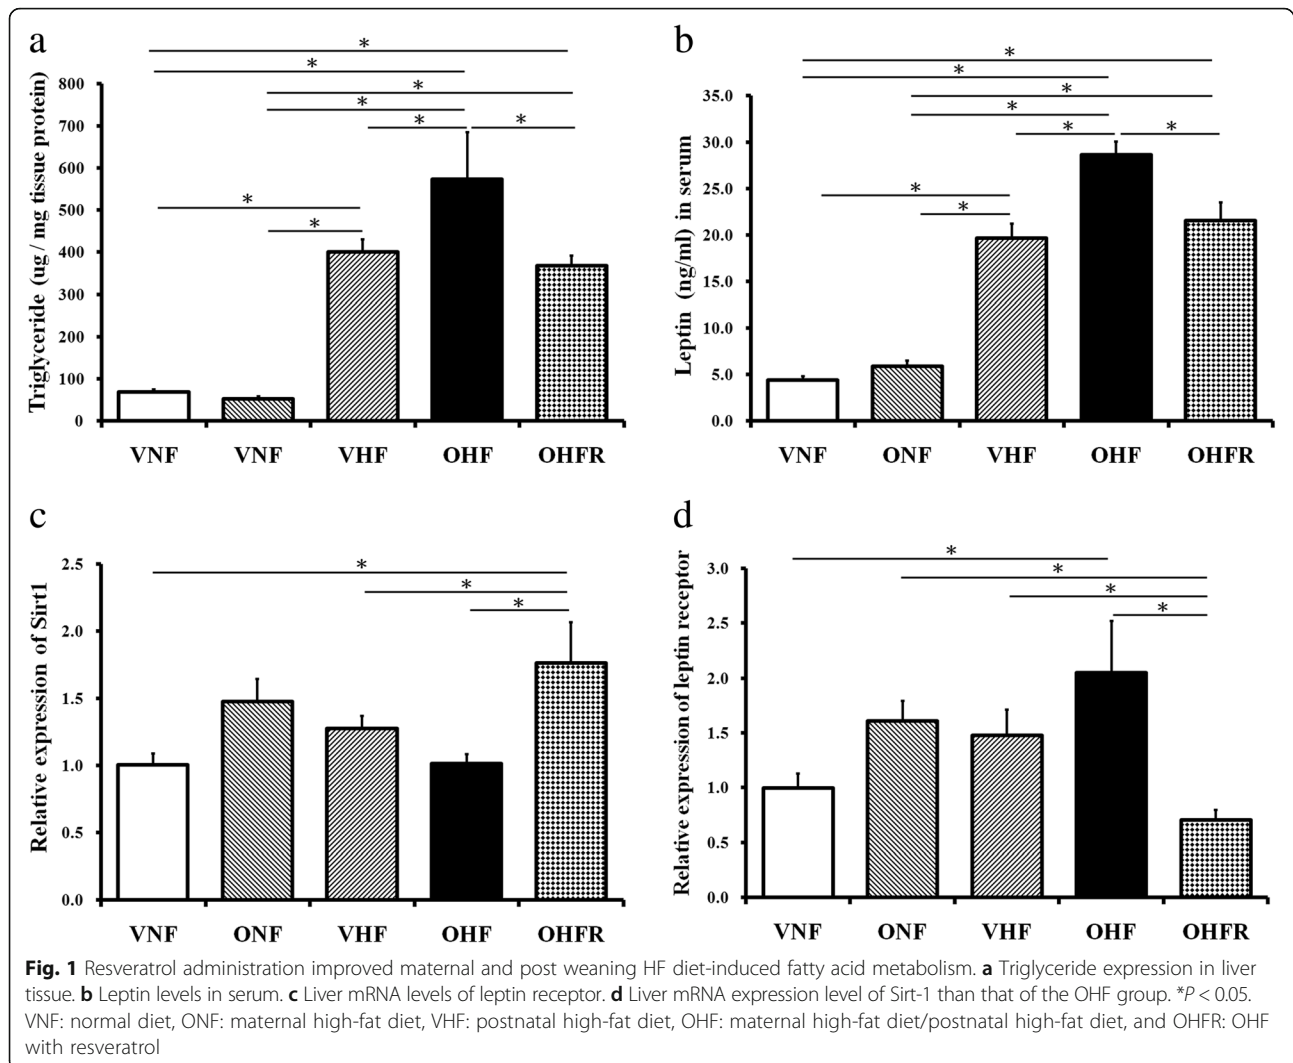 a
Triglyceride (ug / mg tissue protein)
* * * * * * * *
800
700
600
500
400
300
200
100
0
VNF VNF VHF OHF OHFR
b
Leptin (ng/ml) in serum
* * * * * * * *
35.0
30.0
25.0
20.0
15.0
10.0
5.0
0.0
VNF ONF VHF OHF OHFR
c
Relative expression of Sirt1
* * *
2.5
2.0
1.5
1.0
0.5
0.0
VNF ONF VHF OHF OHFR
d
Relative expression of leptin receptor
* * * *
3.0
2.5
2.0
1.5
1.0
0.5
0.0
VNF ONF VHF OHF OHFR
Fig. 1 Resveratrol administration improved maternal and post weaning HF diet-induced fatty acid metabolism. a Triglyceride expression in liver
tissue. b Leptin levels in serum. c Liver mRNA levels of leptin receptor. d Liver mRNA expression level of Sirt-1 than that of the OHF group. *P < 0.05.
VNF: normal diet, ONF: maternal high-fat diet, VHF: postnatal high-fat diet, OHF: maternal high-fat diet/postnatal high-fat diet, and OHFR: OHF
with resveratrol